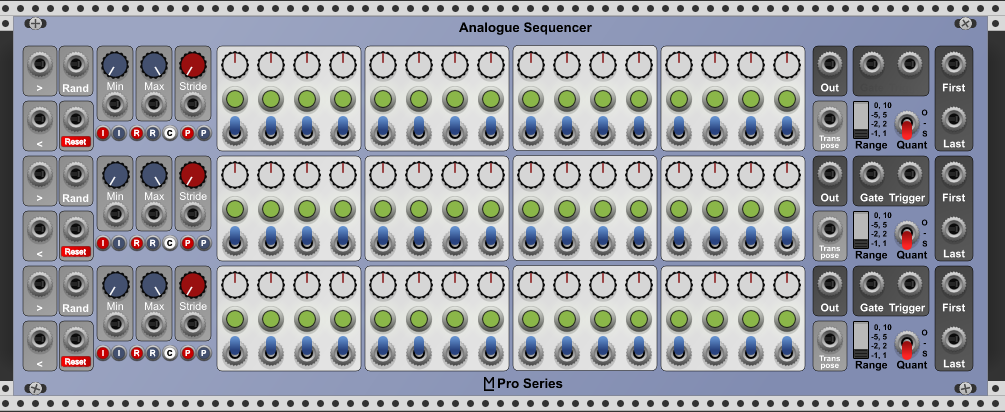 Analogue Sequencer
> Rand Min Max Stride Out First
< Reset I I R R C P P Trans pose 0, 10 -5, 5 -2, 2 -1, 1 Range O - S Quant Last
> Rand Min Max Stride Out Gate Trigger First
< Reset I I R R C P P Trans pose 0, 10 -5, 5 -2, 2 -1, 1 Range O - S Quant Last
> Rand Min Max Stride Out Gate Trigger First
< Reset I I R R C P P Trans pose 0, 10 -5, 5 -2, 2 -1, 1 Range O - S Quant Last
Pro Series